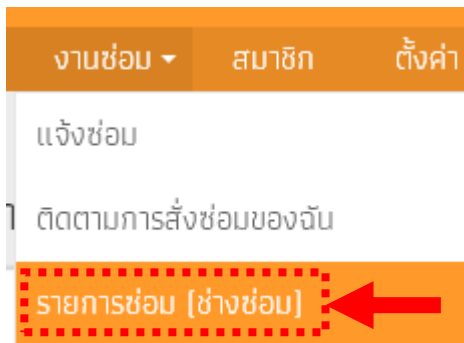 งานซ่อม สมาชิก ตั้งค่า
แจ้งซ่อม
ติดตามการสั่งซ่อมของฉัน
รายการซ่อม (ช่างซ่อม)